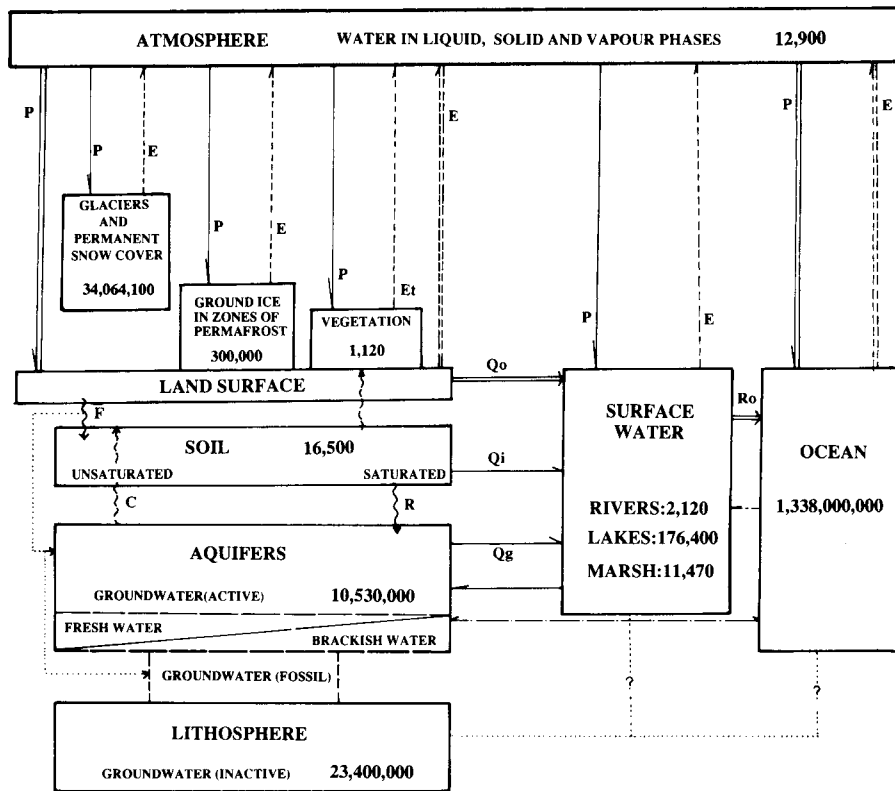 ATMOSPHERE WATER IN LIQUID, SOLID AND VAPOUR PHASES 12,900
P
P
E
P
E
P
Et
E
P
E
P
E
GLACIERS
AND
PERMANENT
SNOW COVER
34,064,100
GROUND ICE
IN ZONES OF
PERMAFROST
300,000
VEGETATION
1,120
LAND SURFACE
Qo
F
SOIL 16,500
UNSATURATED SATURATED
Qi
C
R
AQUIFERS
GROUNDWATER(ACTIVE) 10,530,000
FRESH WATER
BRACKISH WATER
Qg
GROUNDWATER (FOSSIL)
LITHOSPHERE
GROUNDWATER (INACTIVE) 23,400,000
SURFACE
WATER
RIVERS:2,120
LAKES:176,400
MARSH:11,470
Ro
OCEAN
1,338,000,000
?
?